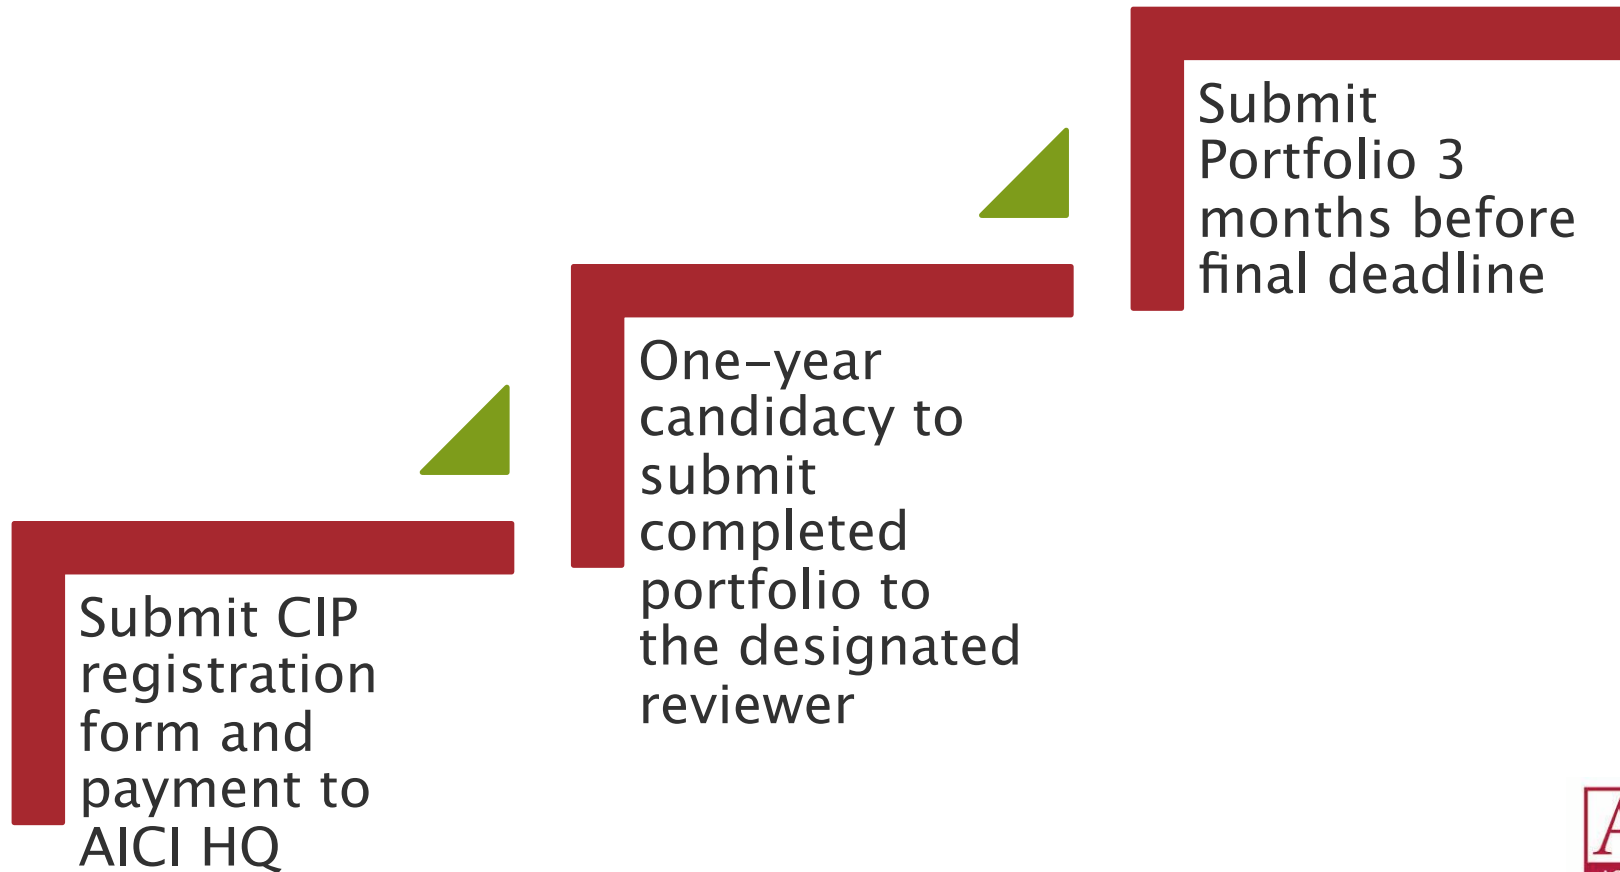 Submit CIP
registration
form and
payment to
AICI HQ
One-year
candidacy to
submit
completed
portfolio to
the designated
reviewer
Submit
Portfolio 3
months before
final deadline